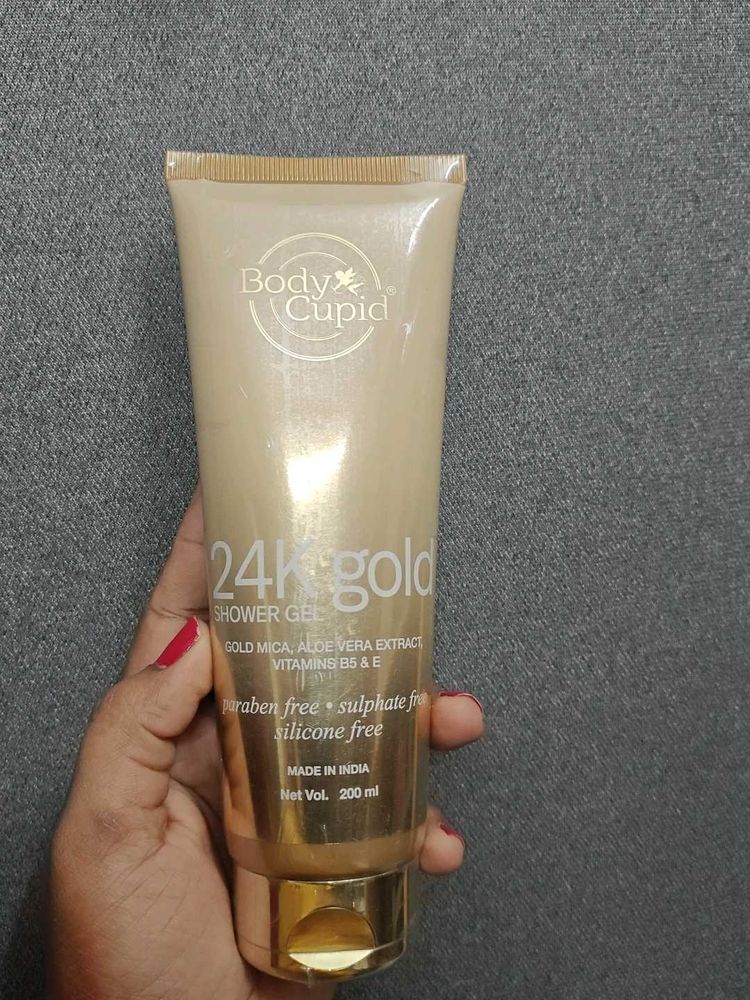 Body
Cupid®
24K gold
SHOWER GEL
GOLD MICA, ALOE VERA EXTRACT,
VITAMINS B5 & E
paraben free • sulphate free
silicone free
MADE IN INDIA
Net Vol. 200 ml